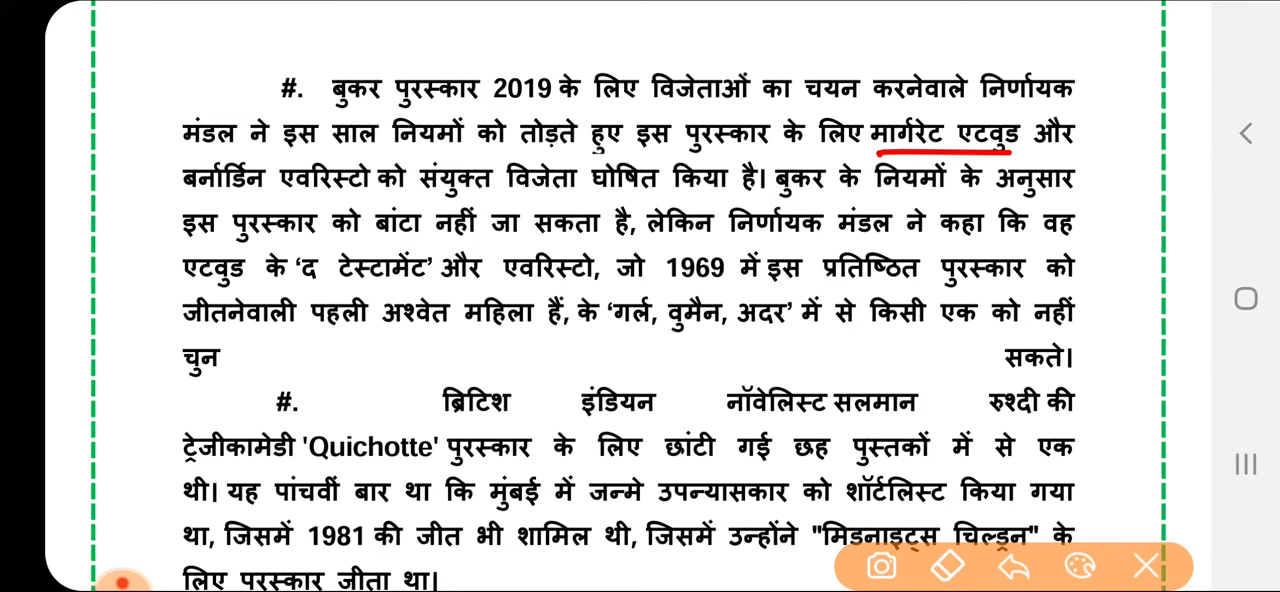 #. बुकर पुरस्कार 2019 के लिए विजेताओं का चयन करनेवाले निर्णायक
मंडल ने इस साल नियमों को तोड़ते हुए इस पुरस्कार के लिए मार्गरेट एटवुड और
बर्नार्डिन एवरिस्टो को संयुक्त विजेता घोषित किया है। बुकर के नियमों के अनुसार
इस पुरस्कार को बांटा नहीं जा सकता है, लेकिन निर्णायक मंडल ने कहा कि वह
एटवुड के ‘द टेस्टामेंट’ और एवरिस्टो, जो 1969 में इस प्रतिष्ठित पुरस्कार को
जीतनेवाली पहली अश्वेत महिला हैं, के ‘गर्ल, वुमैन, अदर’ में से किसी एक को नहीं
चुन सकते।
#. ब्रिटिश इंडियन नॉवेलिस्ट सलमान रुश्दी की
ट्रेजीकामेडी 'Quichotte' पुरस्कार के लिए छांटी गई छह पुस्तकों में से एक
थी। यह पांचवीं बार था कि मुंबई में जन्मे उपन्यासकार को शॉर्टलिस्ट किया गया
था, जिसमें 1981 की जीत भी शामिल थी, जिसमें उन्होंने "मिडनाइट्स चिल्ड्रन" के
लिए पुरस्कार जीता था।